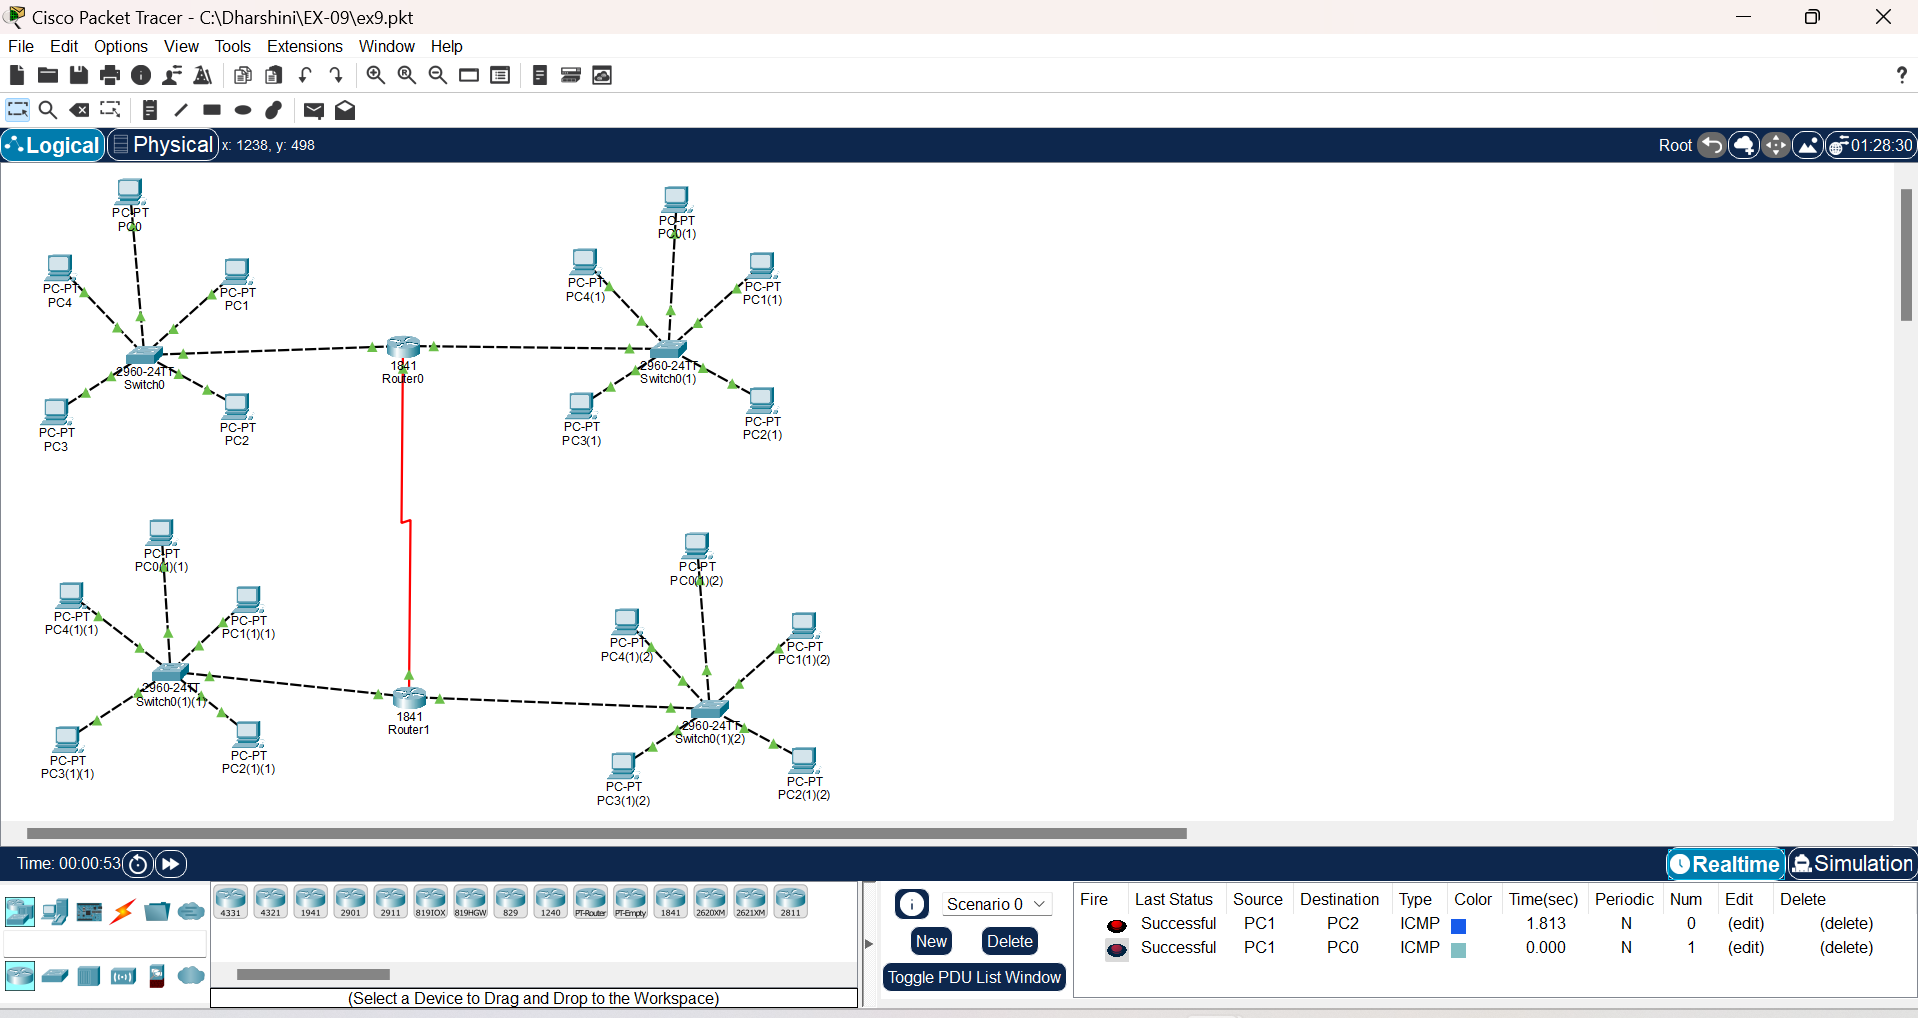 Cisco Packet Tracer - C:\Dharshini\EX-09\ex9.pkt
File Edit Options View Tools Extensions Window Help
?
Logical Physical x: 1238, y: 498 Root 01:28:30
PC-PT
PC0
PC-PT
PC4
PC-PT
PC1
2960-24TT
Switch0
PC-PT
PC3
PC-PT
PC2
1841
Router0
PC-PT
PC0(1)
PC-PT
PC4(1)
PC-PT
PC1(1)
2960-24TT
Switch0(1)
PC-PT
PC3(1)
PC-PT
PC2(1)
PC-PT
PC0(1)(1)
PC-PT
PC4(1)(1)
PC-PT
PC1(1)(1)
2960-24TT
Switch0(1)(1)
PC-PT
PC3(1)(1)
PC-PT
PC2(1)(1)
1841
Router1
PC-PT
PC0(1)(2)
PC-PT
PC4(1)(2)
PC-PT
PC1(1)(2)
2960-24TT
Switch0(1)(2)
PC-PT
PC3(1)(2)
PC-PT
PC2(1)(2)
Time: 00:00:53 Realtime Simulation
4331 4321 1941 2901 2911 819IOX 819HGW 829 1240 PT-Router PT-Empty 1841 2620XM 2621XM 2811
(Select a Device to Drag and Drop to the Workspace)
Scenario 0
New Delete
Toggle PDU List Window
Fire Last Status Source Destination Type Color Time(sec) Periodic Num Edit Delete
Successful PC1 PC2 ICMP 1.813 N 0 (edit) (delete)
Successful PC1 PC0 ICMP 0.000 N 1 (edit) (delete)